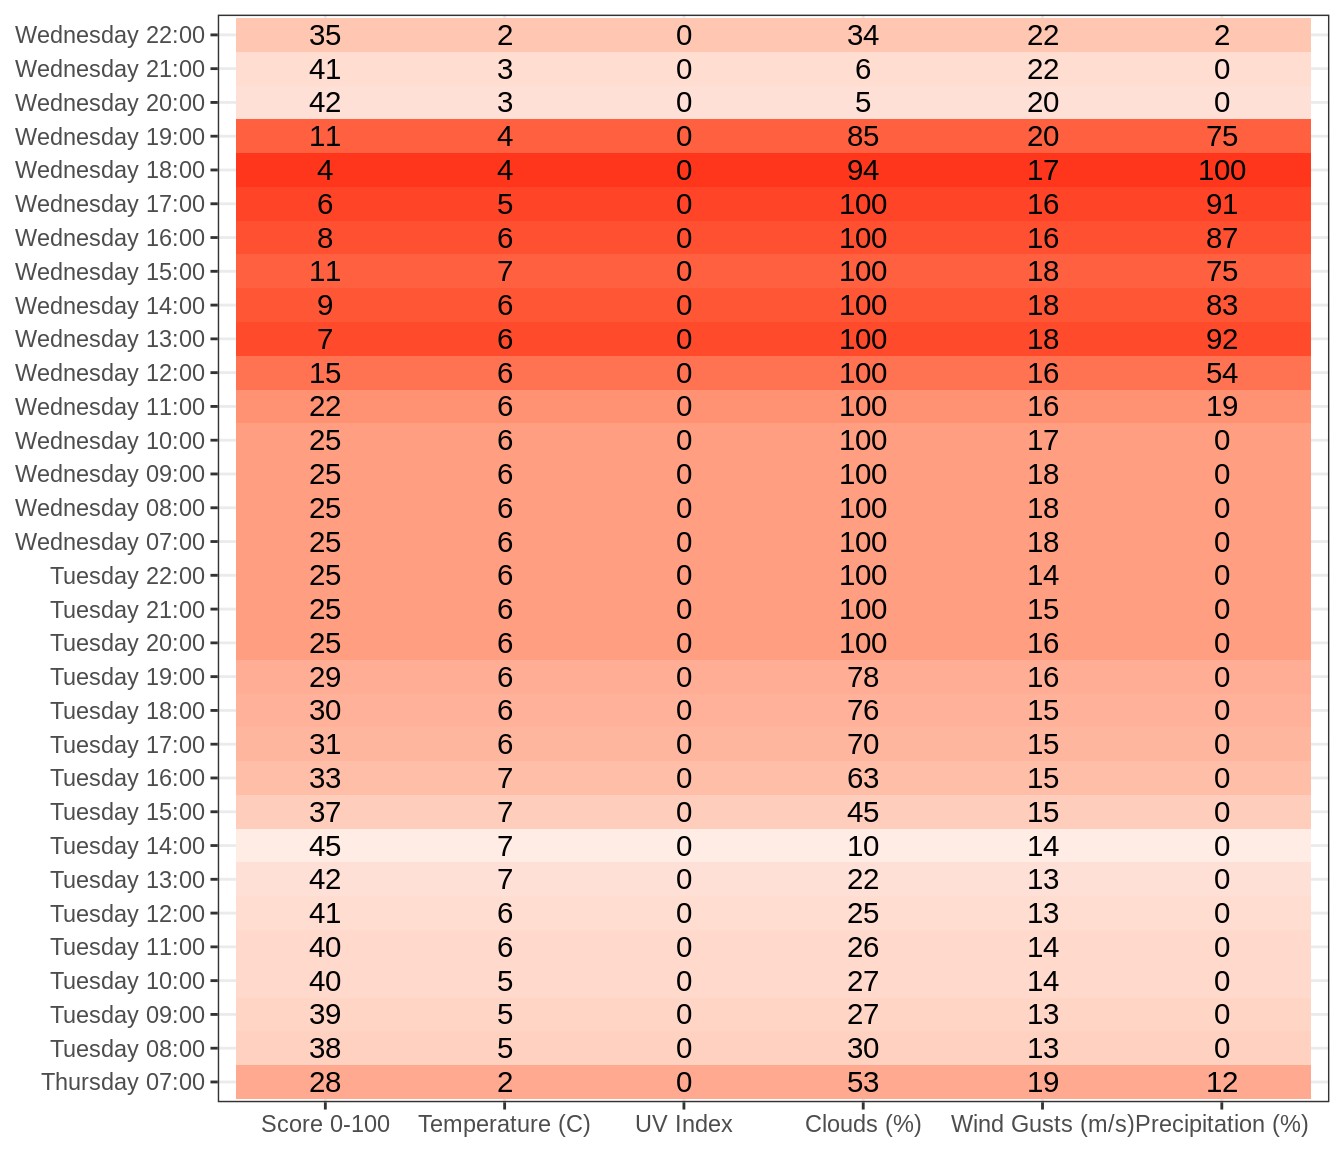 Wednesday 22:00 35 2 0 34 22 2
Wednesday 21:00 41 3 0 6 22 0
Wednesday 20:00 42 3 0 5 20 0
Wednesday 19:00 11 4 0 85 20 75
Wednesday 18:00 4 4 0 94 17 100
Wednesday 17:00 6 5 0 100 16 91
Wednesday 16:00 8 6 0 100 16 87
Wednesday 15:00 11 7 0 100 18 75
Wednesday 14:00 9 6 0 100 18 83
Wednesday 13:00 7 6 0 100 18 92
Wednesday 12:00 15 6 0 100 16 54
Wednesday 11:00 22 6 0 100 16 19
Wednesday 10:00 25 6 0 100 17 0
Wednesday 09:00 25 6 0 100 18 0
Wednesday 08:00 25 6 0 100 18 0
Wednesday 07:00 25 6 0 100 18 0
Tuesday 22:00 25 6 0 100 14 0
Tuesday 21:00 25 6 0 100 15 0
Tuesday 20:00 25 6 0 100 16 0
Tuesday 19:00 29 6 0 78 16 0
Tuesday 18:00 30 6 0 76 15 0
Tuesday 17:00 31 6 0 70 15 0
Tuesday 16:00 33 7 0 63 15 0
Tuesday 15:00 37 7 0 45 15 0
Tuesday 14:00 45 7 0 10 14 0
Tuesday 13:00 42 7 0 22 13 0
Tuesday 12:00 41 6 0 25 13 0
Tuesday 11:00 40 6 0 26 14 0
Tuesday 10:00 40 5 0 27 14 0
Tuesday 09:00 39 5 0 27 13 0
Tuesday 08:00 38 5 0 30 13 0
Thursday 07:00 28 2 0 53 19 12
Score 0-100 Temperature (C) UV Index Clouds (%) Wind Gusts (m/s) Precipitation (%)